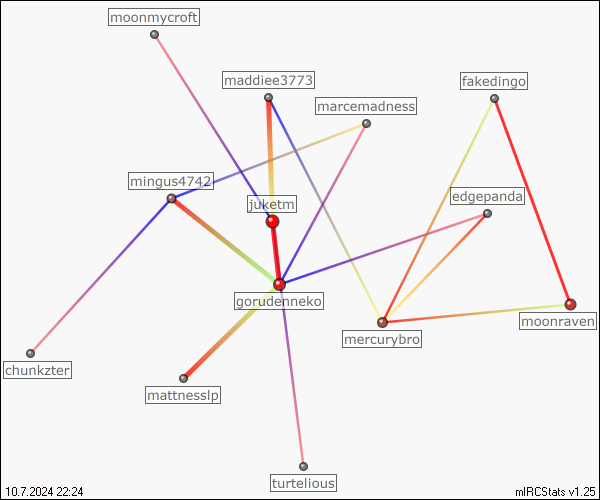 moonmycroft
maddiee3773
fakedingo
marcemadness
mingus4742
edgepanda
juketm
gorudenneko
moonraven
mercurybro
chunkzter
mattnesslp
turtelious
10.7.2024 22:24
mIRCStats v1.25